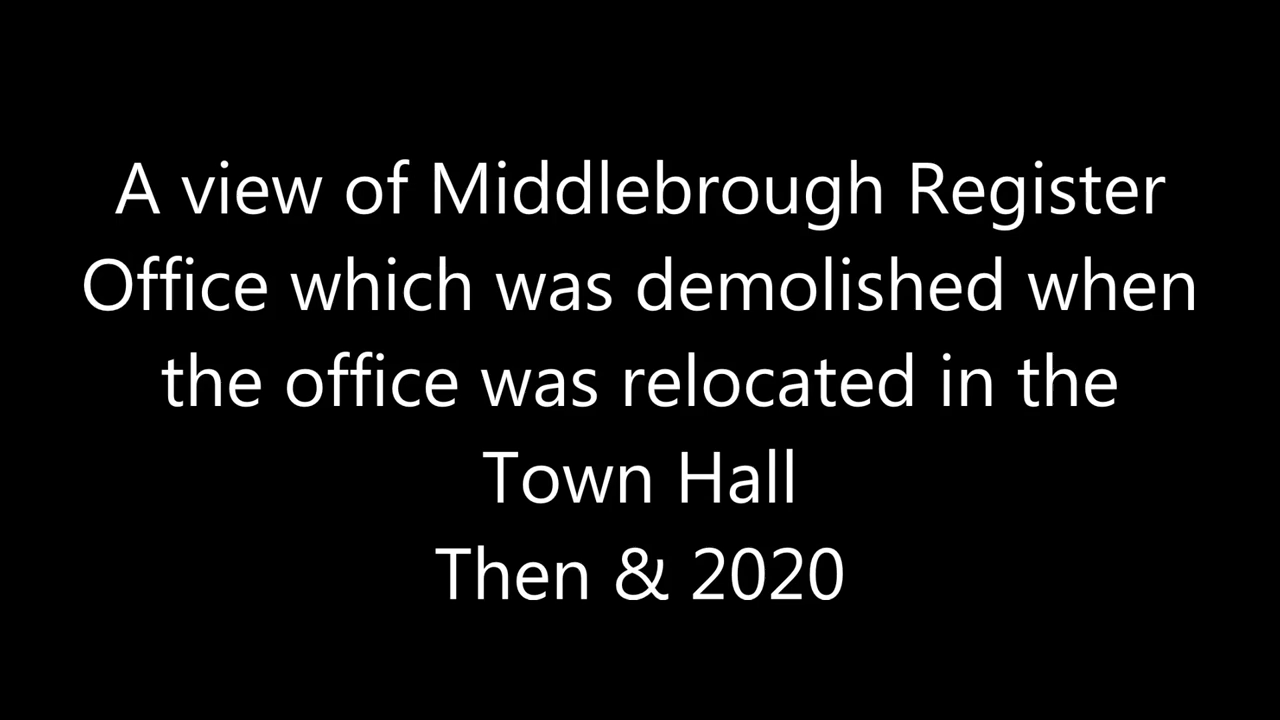 A view of Middlebrough Register
Office which was demolished when
the office was relocated in the
Town Hall
Then & 2020